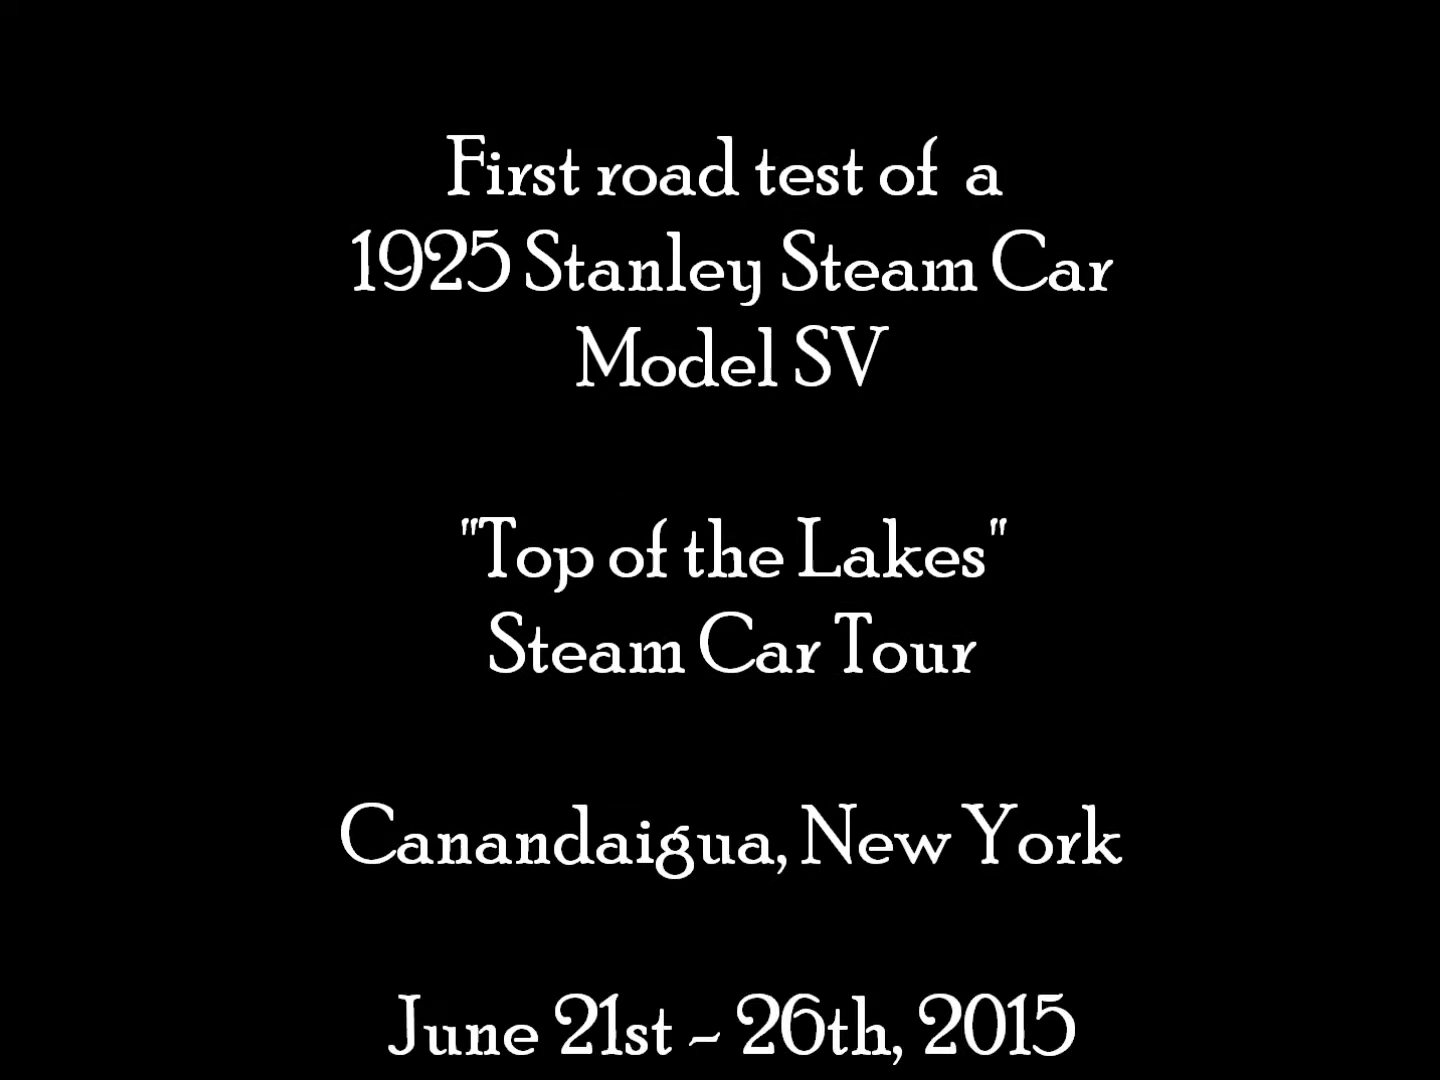 First road test of a
1925 Stanley Steam Car
Model SV
"Top of the Lakes"
Steam Car Tour
Canandaigua, New York
June 21st - 26th, 2015